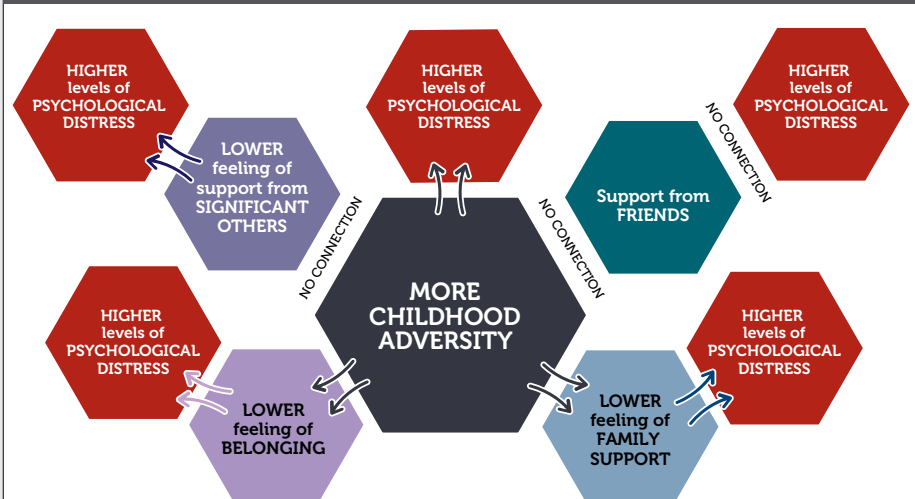 HIGHER
levels of
PSYCHOLOGICAL
DISTRESS
HIGHER
levels of
PSYCHOLOGICAL
DISTRESS
HIGHER
levels of
PSYCHOLOGICAL
DISTRESS
LOWER
feeling of
support from
SIGNIFICANT
OTHERS
NO CONNECTION
Support from
FRIENDS
NO CONNECTION
NO CONNECTION
MORE
CHILDHOOD
ADVERSITY
HIGHER
levels of
PSYCHOLOGICAL
DISTRESS
HIGHER
levels of
PSYCHOLOGICAL
DISTRESS
LOWER
feeling of
BELONGING
LOWER
feeling of
FAMILY
SUPPORT